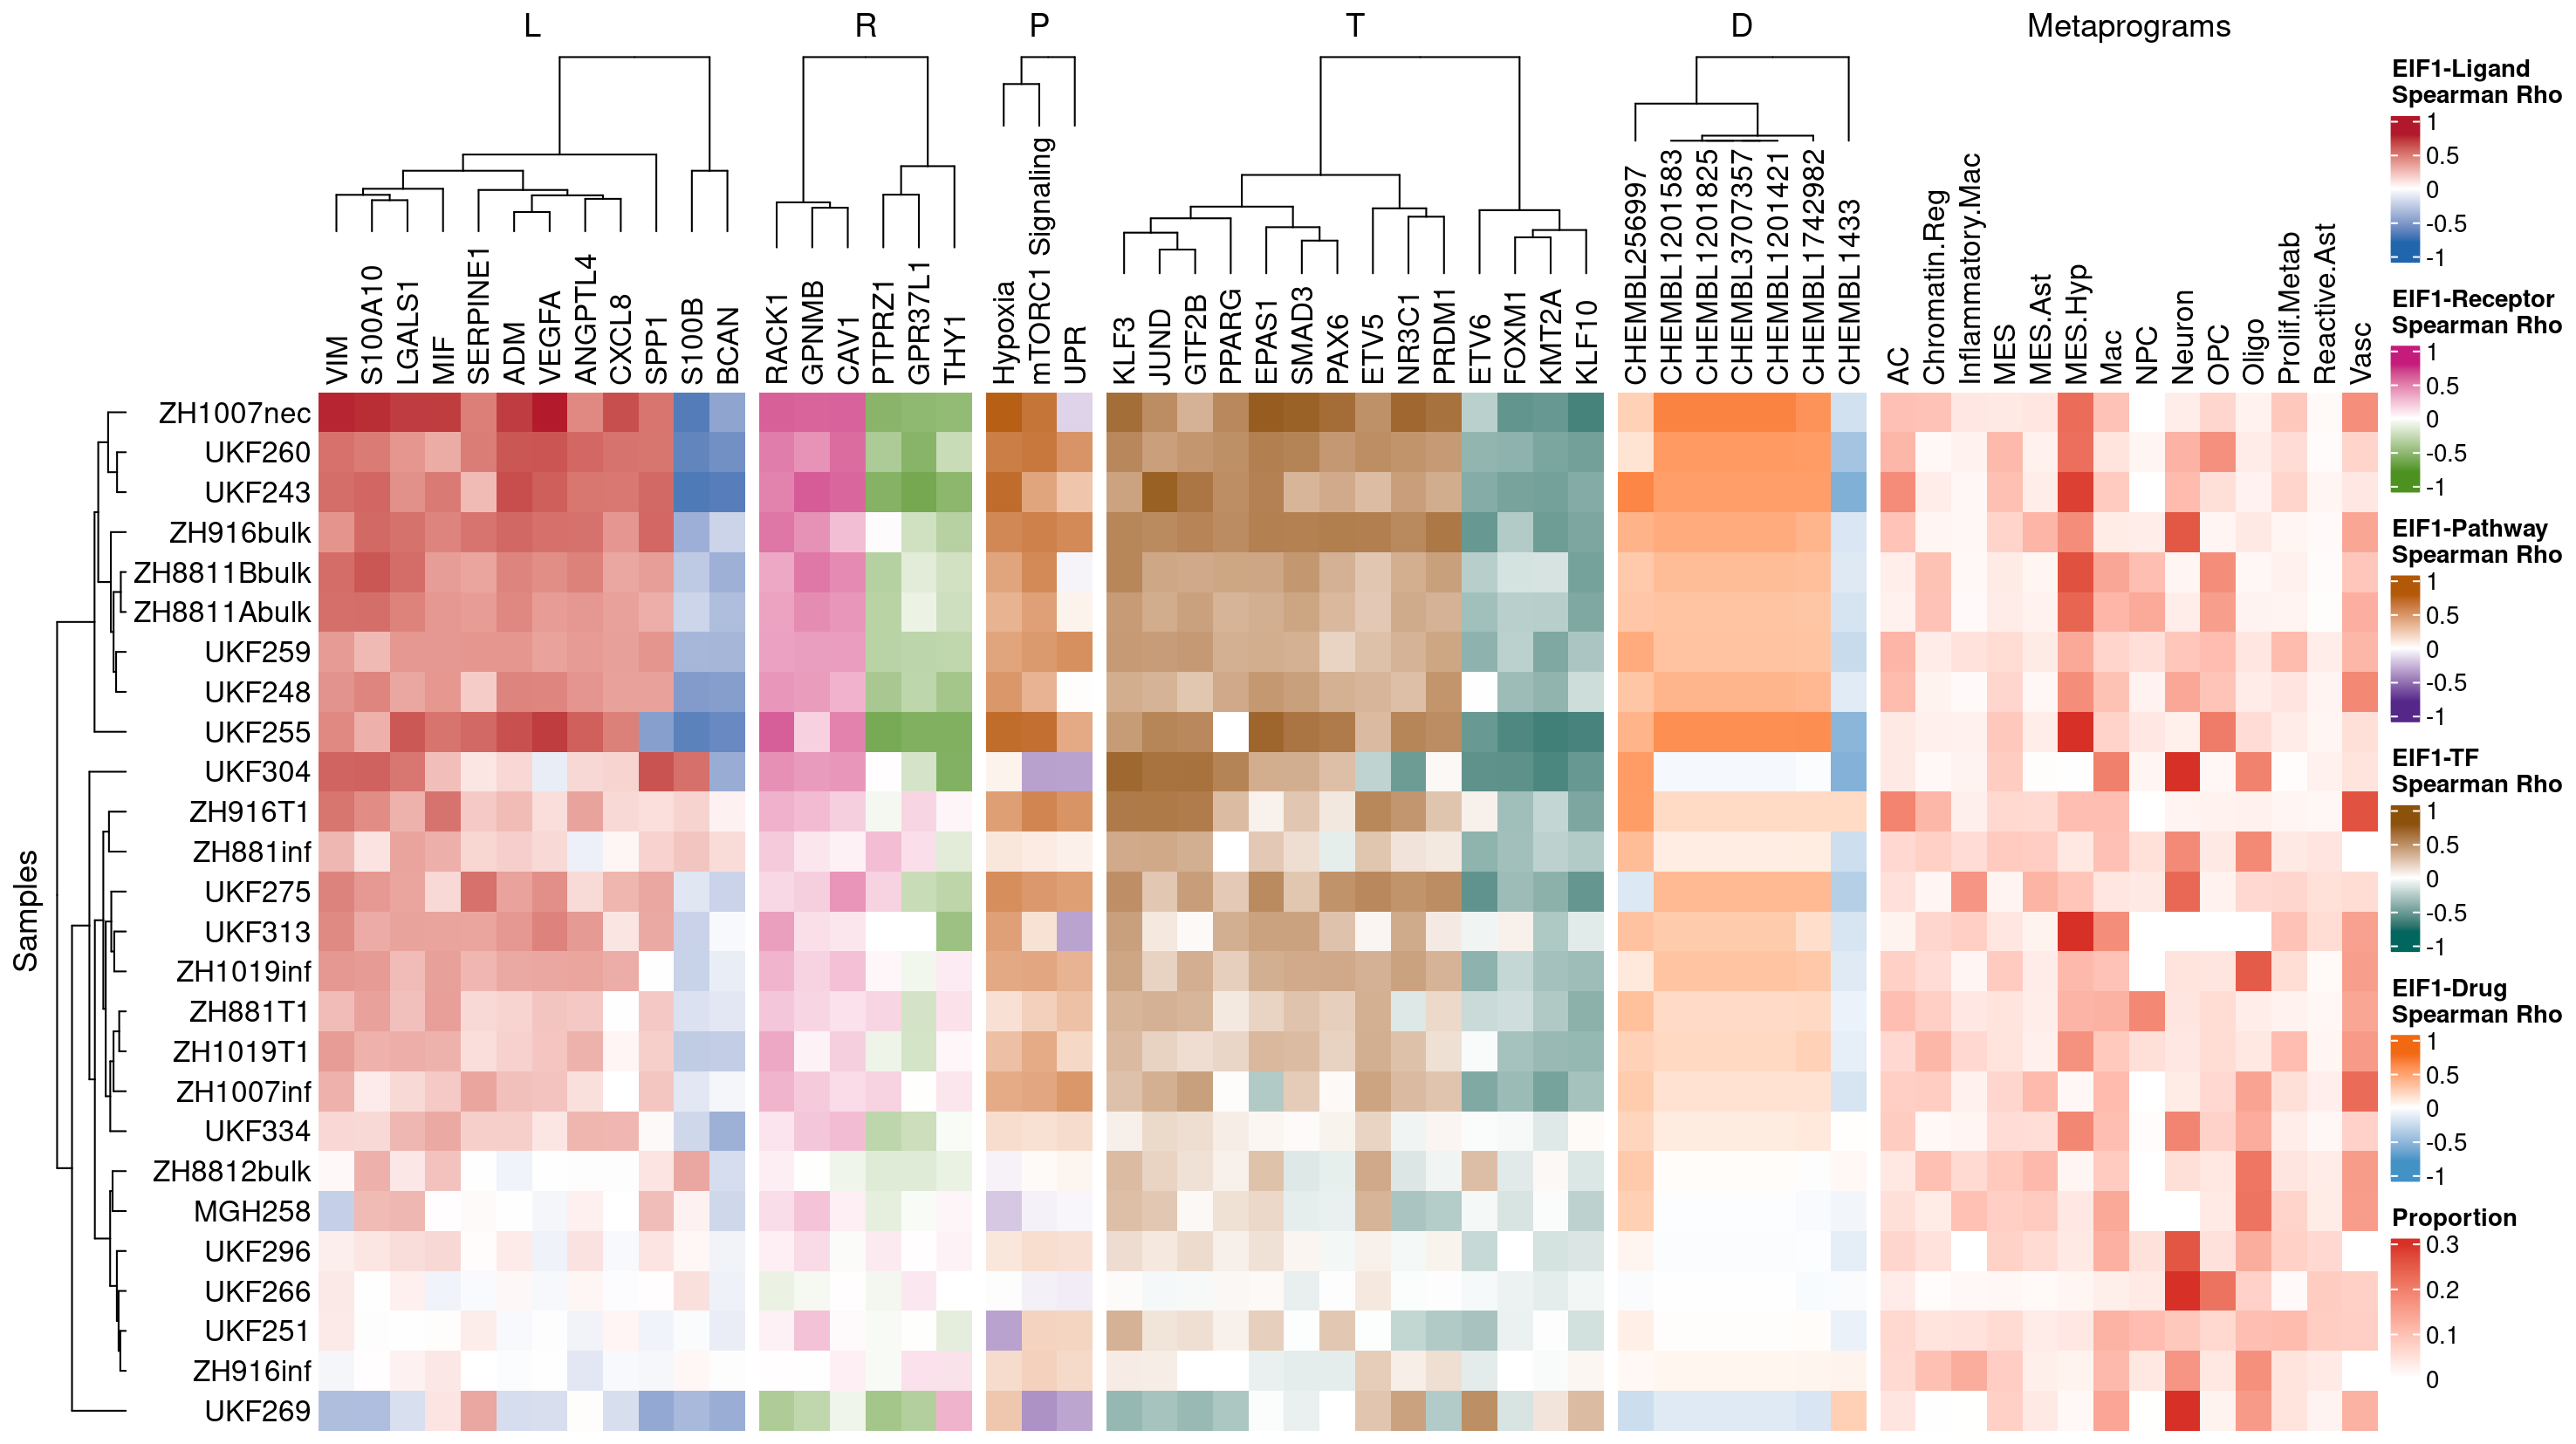 L R P T D Metaprograms
VIM S100A10 LGALS1 MIF SERPINE1 ADM VEGFA ANGPTL4 CXCL8 SPP1 S100B BCAN
RACK1 GPNMB CAV1 PTPRZ1 GPR37L1 THY1
Hypoxia mTORC1 Signaling UPR
KLF3 JUND GTF2B PPARG EPAS1 SMAD3 PAX6 ETV5 NR3C1 PRDM1 ETV6 FOXM1 KMT2A KLF10
CHEMBL256997 CHEMBL1201583 CHEMBL1201825 CHEMBL3707357 CHEMBL1201421 CHEMBL1742982 CHEMBL1433
AC Chromatin.Reg Inflammatory.Mac MES MES.Ast MES.Hyp Mac NPC Neuron OPC Oligo Prolif.Metab Reactive.Ast Vasc
Samples
ZH1007nec
UKF260
UKF243
ZH916bulk
ZH8811Bbulk
ZH8811Abulk
UKF259
UKF248
UKF255
UKF304
ZH916T1
ZH881inf
UKF275
UKF313
ZH1019inf
ZH881T1
ZH1019T1
ZH1007inf
UKF334
ZH8812bulk
MGH258
UKF296
UKF266
UKF251
ZH916inf
UKF269
EIF1-Ligand
Spearman Rho
1
0.5
0
-0.5
-1
EIF1-Receptor
Spearman Rho
1
0.5
0
-0.5
-1
EIF1-Pathway
Spearman Rho
1
0.5
0
-0.5
-1
EIF1-TF
Spearman Rho
1
0.5
0
-0.5
-1
EIF1-Drug
Spearman Rho
1
0.5
0
-0.5
-1
Proportion
0.3
0.2
0.1
0